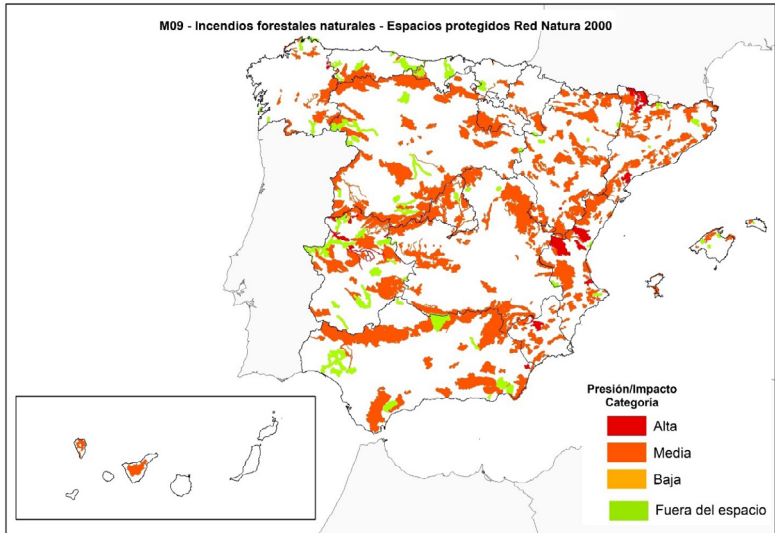 M09 - Incendios forestales naturales - Espacios protegidos Red Natura 2000
Presión/Impacto
Categoría
Alta
Media
Baja
Fuera del espacio